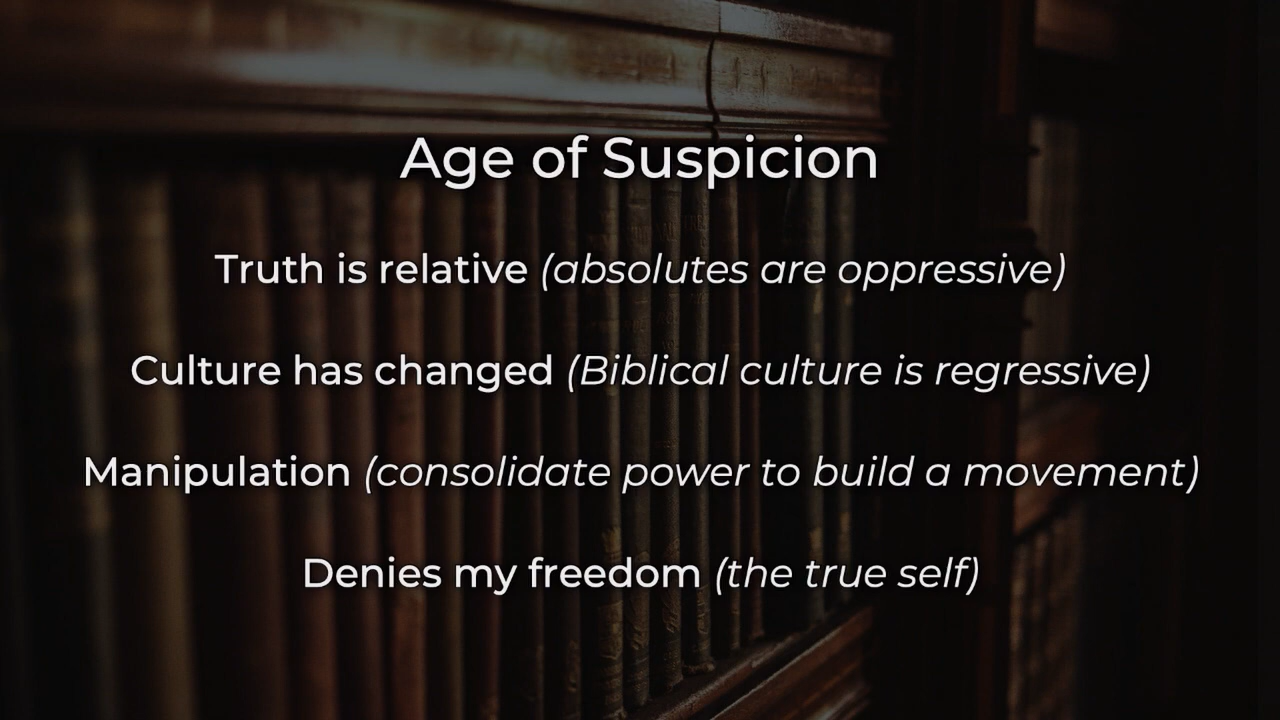 Age of Suspicion
Truth is relative (absolutes are oppressive)
Culture has changed (Biblical culture is regressive)
Manipulation (consolidate power to build a movement)
Denies my freedom (the true self)